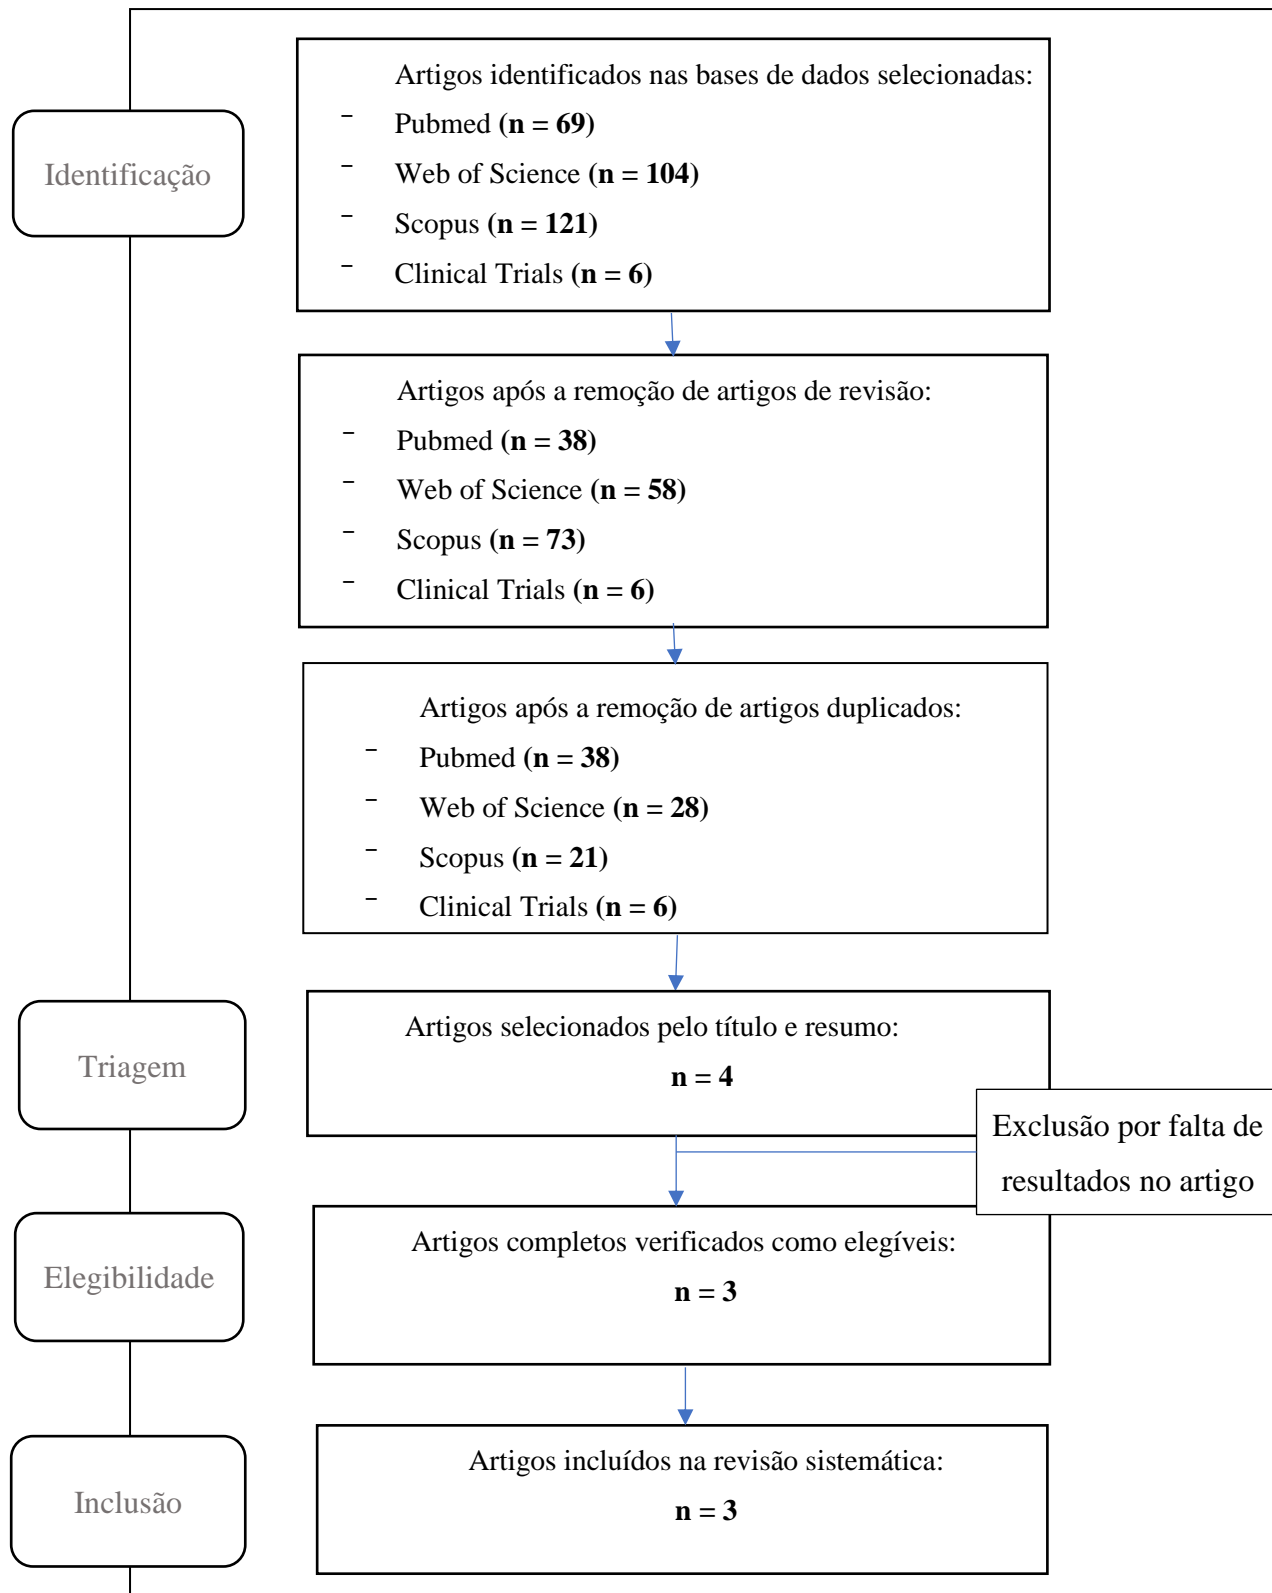 Identificação
Artigos identificados nas bases de dados selecionadas:
- Pubmed (n = 69)
- Web of Science (n = 104)
- Scopus (n = 121)
- Clinical Trials (n = 6)
Artigos após a remoção de artigos de revisão:
- Pubmed (n = 38)
- Web of Science (n = 58)
- Scopus (n = 73)
- Clinical Trials (n = 6)
Artigos após a remoção de artigos duplicados:
- Pubmed (n = 38)
- Web of Science (n = 28)
- Scopus (n = 21)
- Clinical Trials (n = 6)
Triagem
Artigos selecionados pelo título e resumo:
n = 4
Exclusão por falta de
resultados no artigo
Elegibilidade
Artigos completos verificados como elegíveis:
n = 3
Inclusão
Artigos incluídos na revisão sistemática:
n = 3